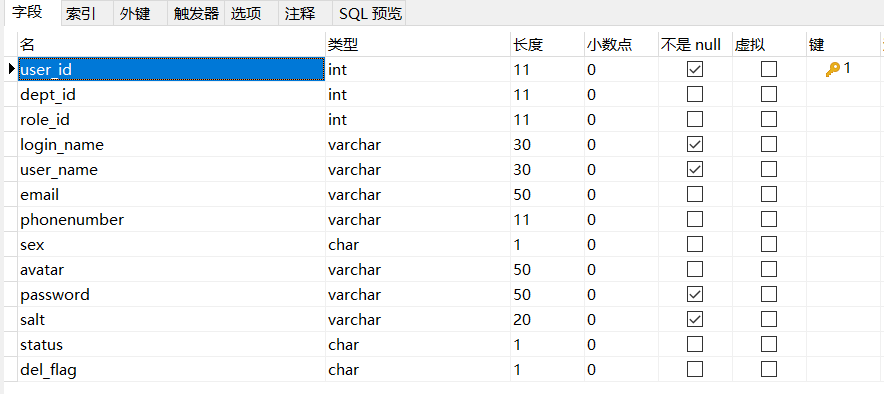 字段 索引 外键 触发器 选项 注释 SQL 预览
名 类型 长度 小数点 不是 null 虚拟 键
user_id int 11 0 1
dept_id int 11 0
role_id int 11 0
login_name varchar 30 0
user_name varchar 30 0
email varchar 50 0
phonenumber varchar 11 0
sex char 1 0
avatar varchar 50 0
password varchar 50 0
salt varchar 20 0
status char 1 0
del_flag char 1 0